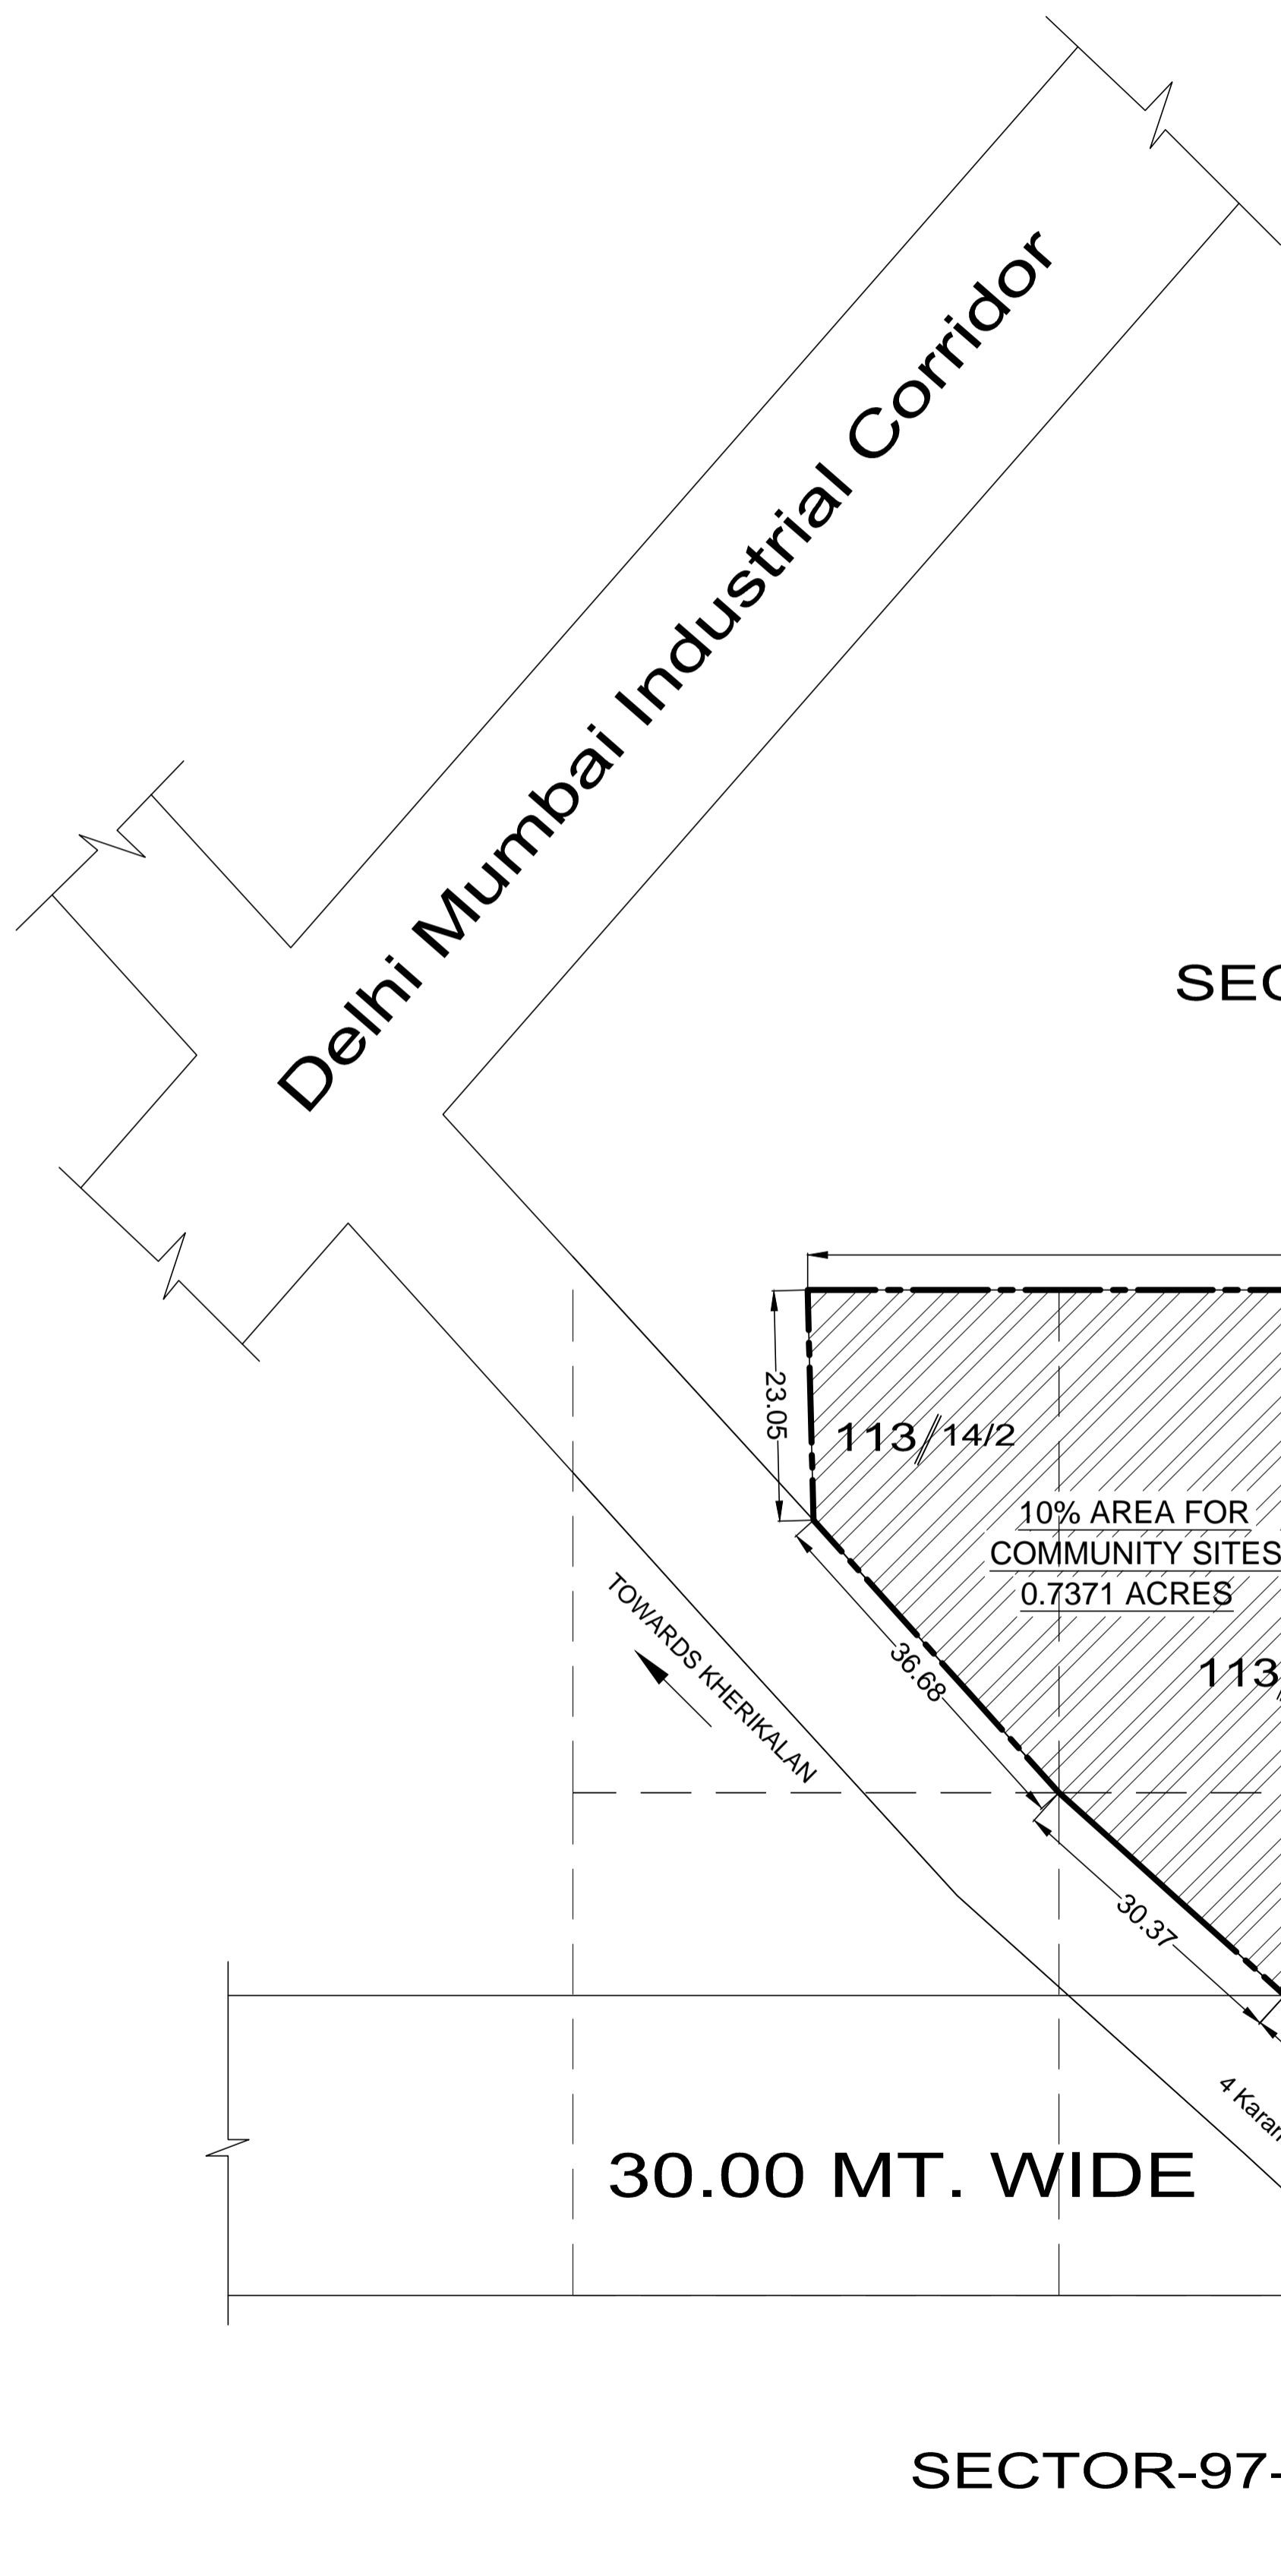 Delhi Mumbai Industrial Corridor
SEC
23.05
113//14/2
10% AREA FOR
COMMUNITY SITES
0.7371 ACRES
TOWARDS KHERIKALAN
36.68
113
30.37
4 Karam
30.00 MT. WIDE
SECTOR-97-